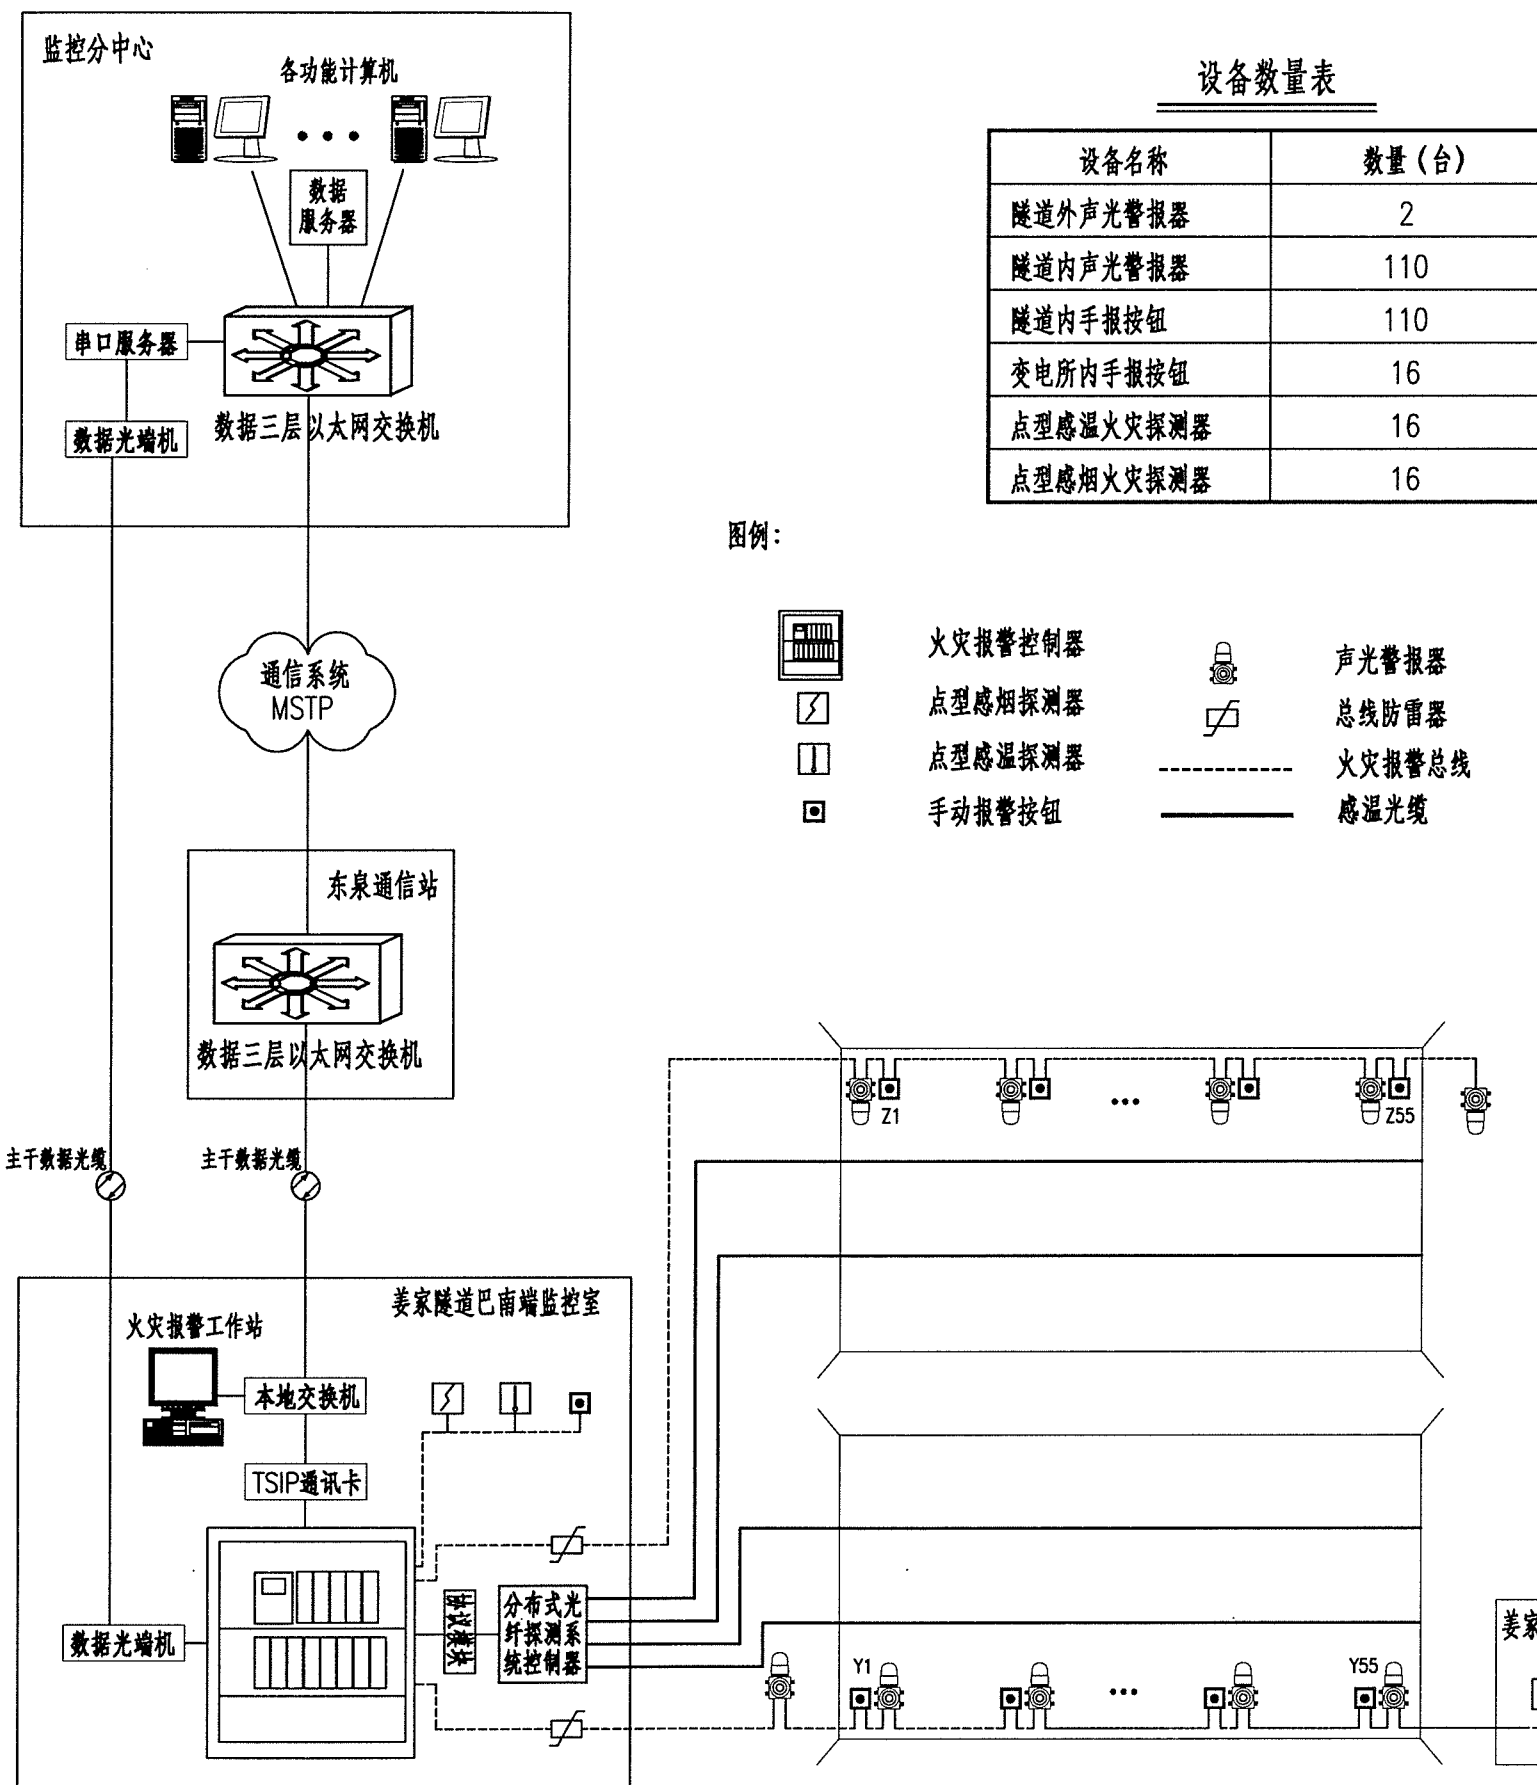 监控分中心
各功能计算机
数据
服务器
串口服务器
数据光端机
数据三层以太网交换机
设备数量表
设备名称 数量（台）
隧道外声光警报器 2
隧道内声光警报器 110
隧道内手报按钮 110
变电所内手报按钮 16
点型感温火灾探测器 16
点型感烟火灾探测器 16
图例：
火灾报警控制器
点型感烟探测器
点型感温探测器
手动报警按钮
声光警报器
总线防雷器
火灾报警总线
感温光缆
通信系统
MSTP
东泉通信站
数据三层以太网交换机
主干数据光缆
主干数据光缆
Z1
Z55
姜家隧道巴南端监控室
火灾报警工作站
本地交换机
TSIP通讯卡
数据光端机
协议模块
分布式光
纤探测系
统控制器
Y1
Y55
姜家